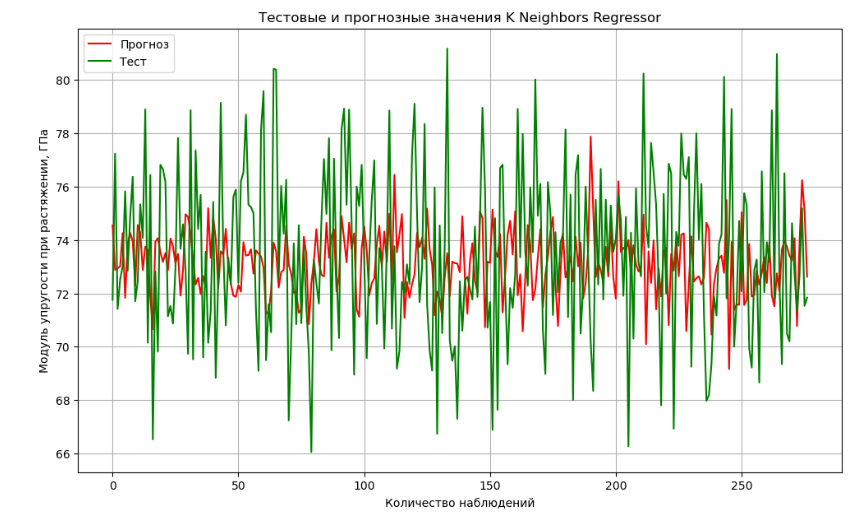 Тестовые и прогнозные значения K Neighbors Regressor
Прогноз
Тест
Модуль упругости при растяжении, ГПа
80
78
76
74
72
70
68
66
0
50
100
150
200
250
Количество наблюдений